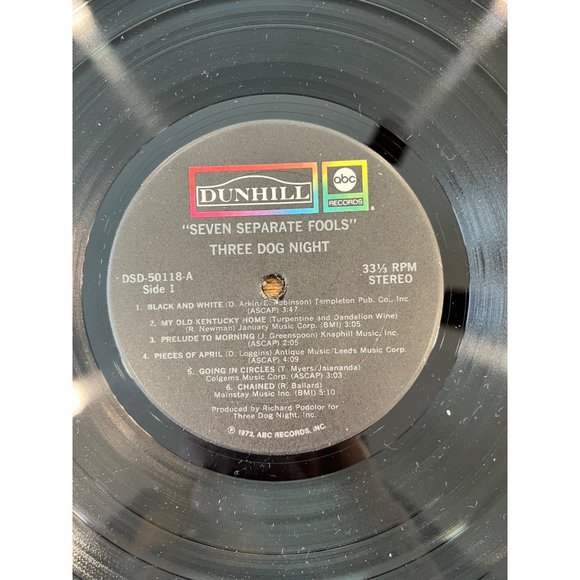 DUNHILL
abc
RECORDS
"SEVEN SEPARATE FOOLS"
THREE DOG NIGHT
DSD-50118-A
Side 1
33⅓ RPM
STEREO
1. BLACK AND WHITE (D. Arkin/E. Robinson) Templeton Pub. Co., Inc.
(ASCAP) 3:47
2. MY OLD KENTUCKY HOME (Turpentine and Dandelion Wine)
(R. Newman) January Music Corp. (BMI) 3:05
3. PRELUDE TO MORNING (J. Greenspoon) Knaphill Music, Inc.
(ASCAP) 2:05
4. PIECES OF APRIL (D. Loggins) Antique Music/Leeds Music Corp.
(ASCAP) 4:09
5. GOING IN CIRCLES (T. Myers/Jaiananda)
Colgems Music Corp. (ASCAP) 3:03
6. CHAINED (R. Ballard)
Mainstay Music Inc. (BMI) 5:10
Produced by Richard Podolor for
Three Dog Night, Inc.
℗ 1972, ABC RECORDS, INC.